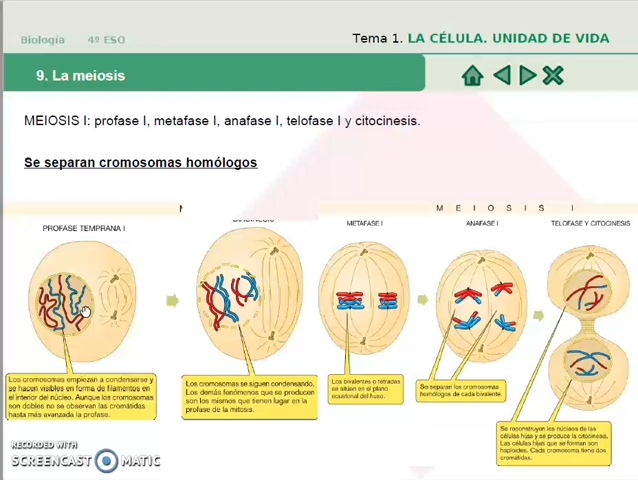 Biología 4º ESO
Tema 1. LA CÉLULA. UNIDAD DE VIDA
9. La meiosis
MEIOSIS I: profase I, metafase I, anafase I, telofase I y citocinesis.
Se separan cromosomas homólogos
M E I O S I S I
PROFASE TEMPRANA I
METAFASE I
ANAFASE I
TELOFASE Y CITOCINESIS
Los cromosomas empiezan a condensarse y
se hacen visibles en forma de filamentos en
el interior del núcleo. Aunque los cromosomas
son dobles no se observan las cromátidas
hasta más avanzada la profase.
Los cromosomas se siguen condensando.
Los demás fenómenos que se producen
son los mismos que tienen lugar en la
profase de la mitosis.
Los bivalentes o tétradas
se sitúan en el plano
ecuatorial del huso.
Se separan los cromosomas
homólogos de cada bivalente.
Se reconstruyen los núcleos de las
células hijas y se produce la citocinesis.
Las células hijas que se forman son
haploides. Cada cromosoma tiene dos
cromátidas.
RECORDED WITH
SCREENCAST MATIC